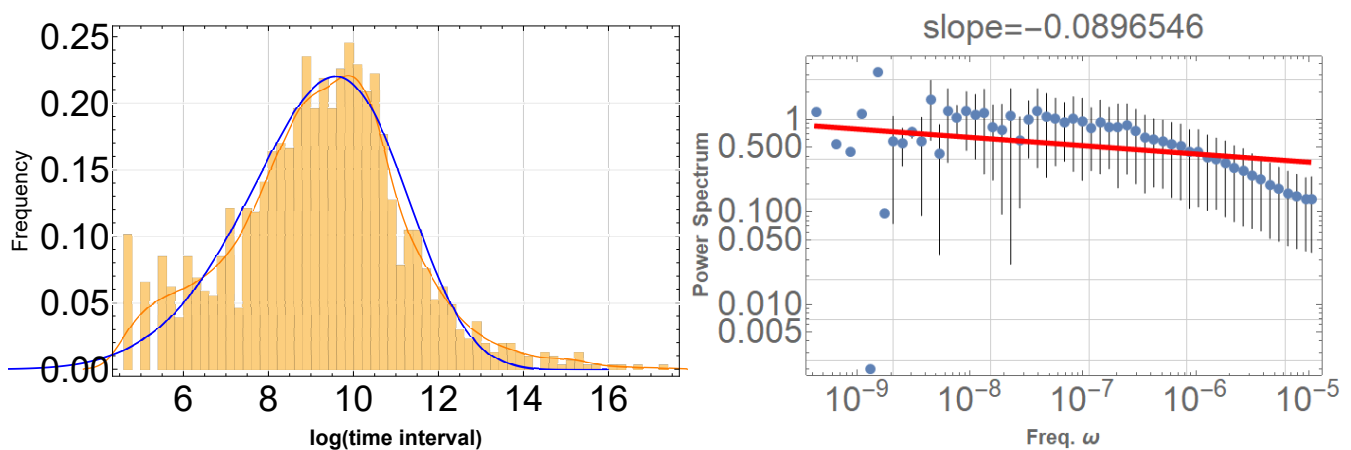 0.25
0.20
0.15
0.10
0.05
0.00
Frequency
6 8 10 12 14 16
log(time interval)
slope=−0.0896546
1
0.500
0.100
0.050
0.010
0.005
Power Spectrum
10⁻⁹ 10⁻⁸ 10⁻⁷ 10⁻⁶ 10⁻⁵
Freq. ω